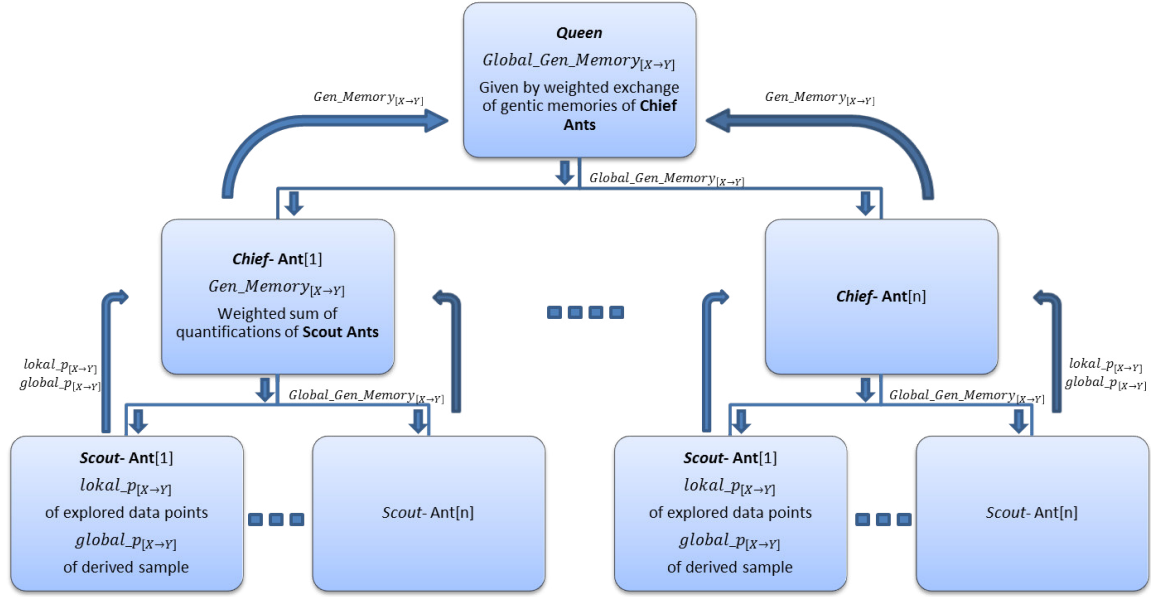 Queen
Global_Gen_Memory[X→Y]
Given by weighted exchange
of gentic memories of Chief
Ants
Gen_Memory[X→Y]
Gen_Memory[X→Y]
Global_Gen_Memory[X→Y]
Chief- Ant[1]
Gen_Memory[X→Y]
Weighted sum of
quantifications of Scout Ants
Chief- Ant[n]
lokal_p[X→Y]
global_p[X→Y]
lokal_p[X→Y]
global_p[X→Y]
Global_Gen_Memory[X→Y]
Global_Gen_Memory[X→Y]
Scout- Ant[1]
lokal_p[X→Y]
of explored data points
global_p[X→Y]
of derived sample
Scout- Ant[n]
Scout- Ant[1]
lokal_p[X→Y]
of explored data points
global_p[X→Y]
of derived sample
Scout- Ant[n]